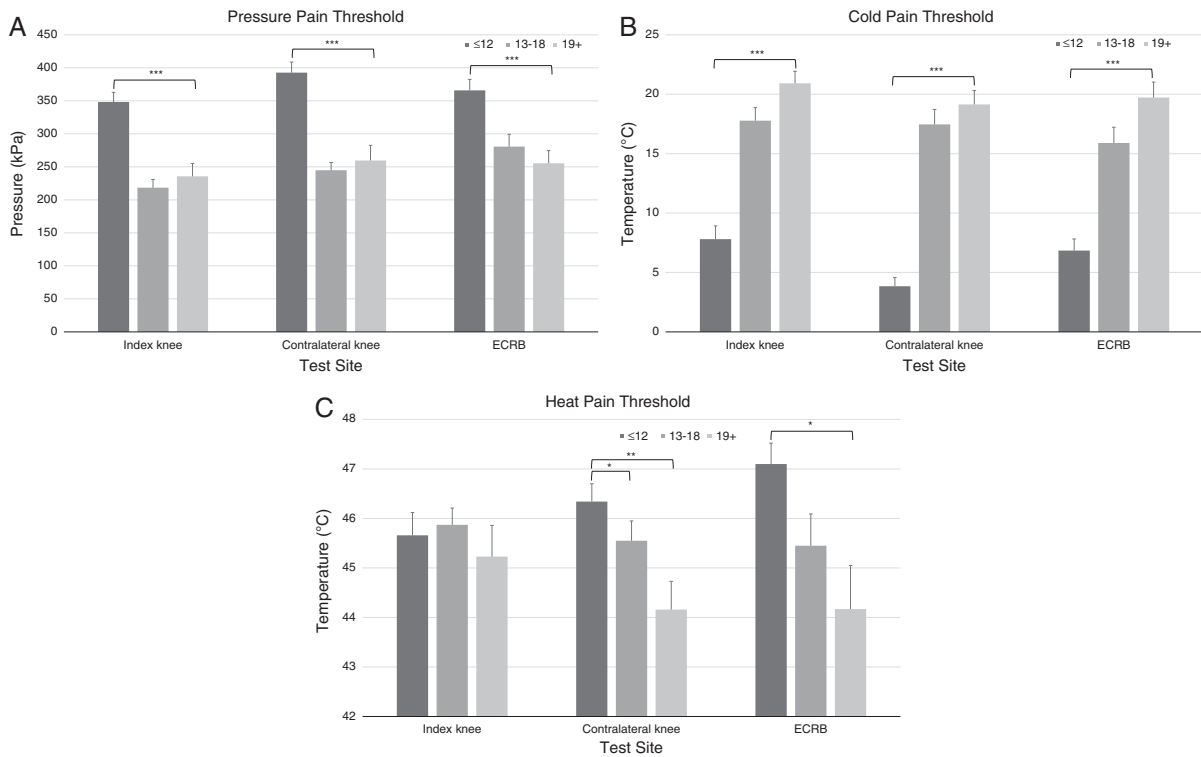 A
Pressure Pain Threshold
≤12 13-18 19+
450
400
350
300
250
200
150
100
50
0
Pressure (kPa)
***
***
***
Index knee Contralateral knee ECRB
Test Site
B
Cold Pain Threshold
≤12 13-18 19+
25
20
15
10
5
0
Temperature (°C)
***
***
***
Index knee Contralateral knee ECRB
Test Site
C
Heat Pain Threshold
≤12 13-18 19+
48
47
46
45
44
43
42
Temperature (°C)
**
*
*
Index knee Contralateral knee ECRB
Test Site